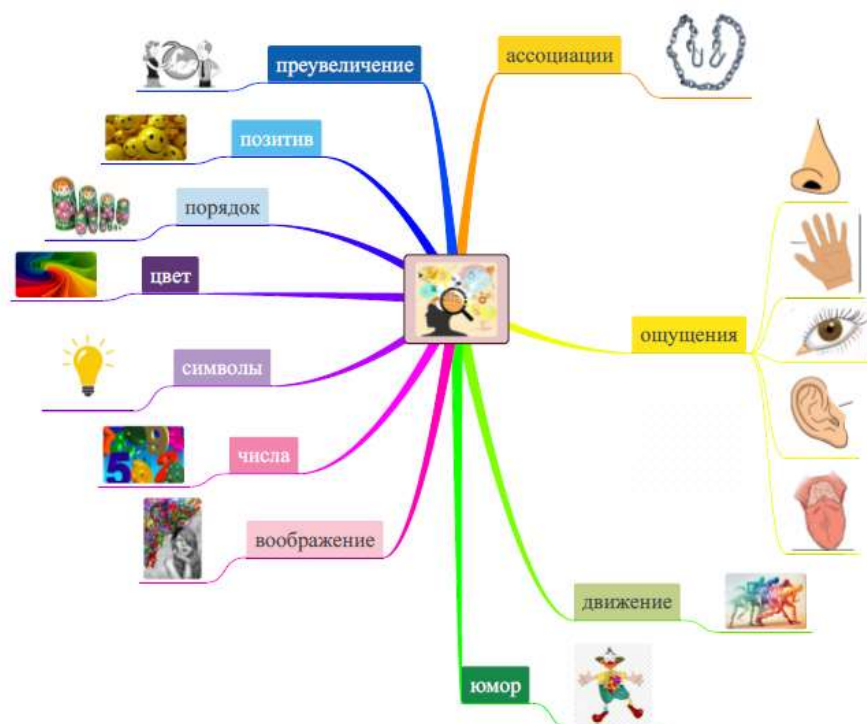 преувеличение
ассоциации
позитив
порядок
цвет
ощущения
символы
числа
воображение
движение
юмор